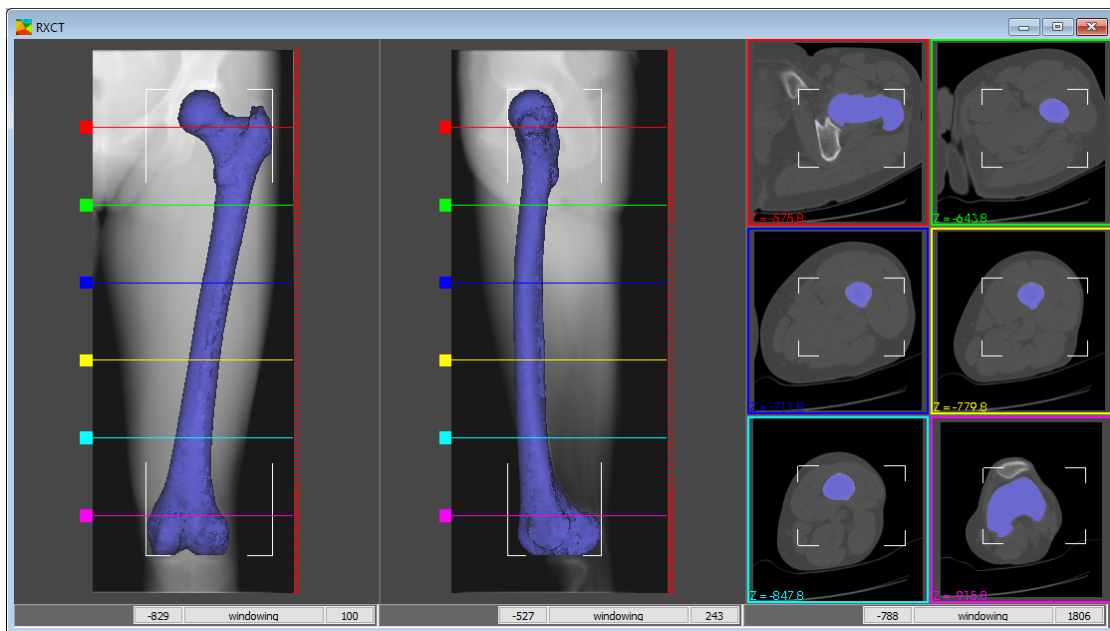 RXCT
Z = -575.8
Z = -643.8
Z = -711.8
Z = -779.8
Z = -847.8
Z = -915.8
-829 windowing 100
-527 windowing 243
-788 windowing 1806